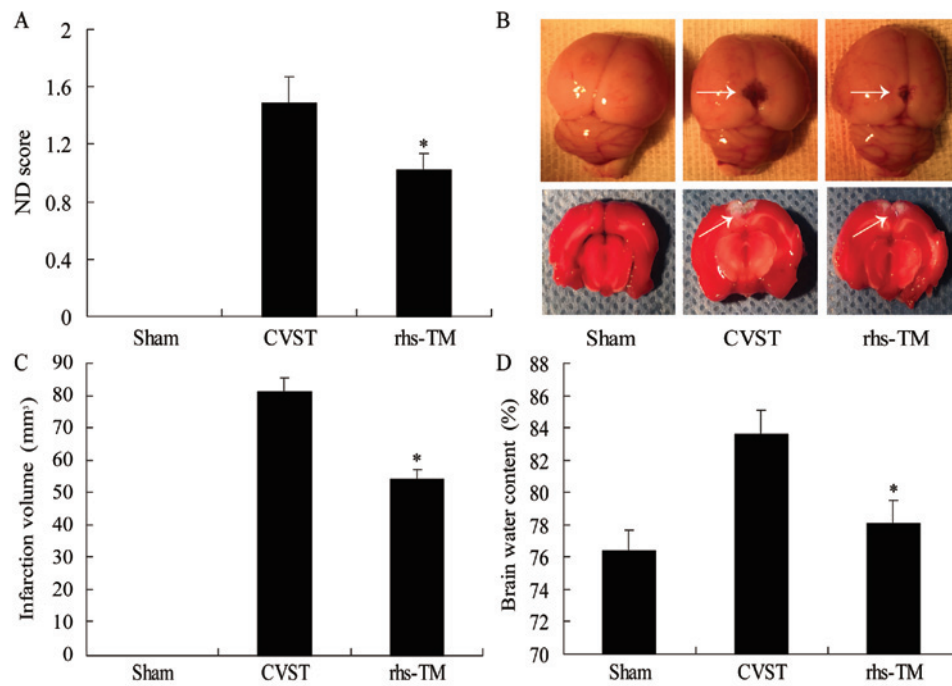 A
ND score
2
1.6
1.2
0.8
0.4
0
*
Sham CVST rhs-TM
B
Sham CVST rhs-TM
C
Infarction volume (mm³)
90
80
70
60
50
40
30
20
10
0
*
Sham CVST rhs-TM
D
Brain water content (%)
88
86
84
82
80
78
76
74
72
70
*
Sham CVST rhs-TM